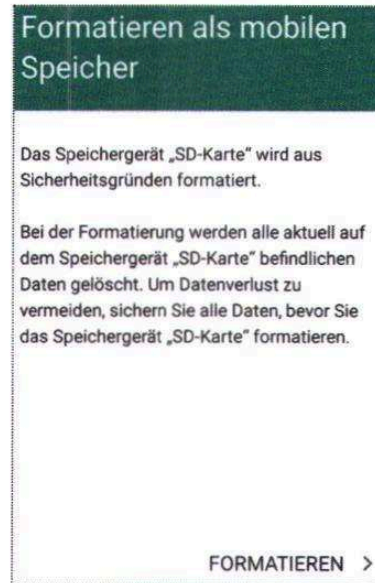 Formatieren als mobilen
Speicher
Das Speichergerät „SD-Karte“ wird aus
Sicherheitsgründen formatiert.
Bei der Formatierung werden alle aktuell auf
dem Speichergerät „SD-Karte“ befindlichen
Daten gelöscht. Um Datenverlust zu
vermeiden, sichern Sie alle Daten, bevor Sie
das Speichergerät „SD-Karte“ formatieren.
FORMATIEREN >